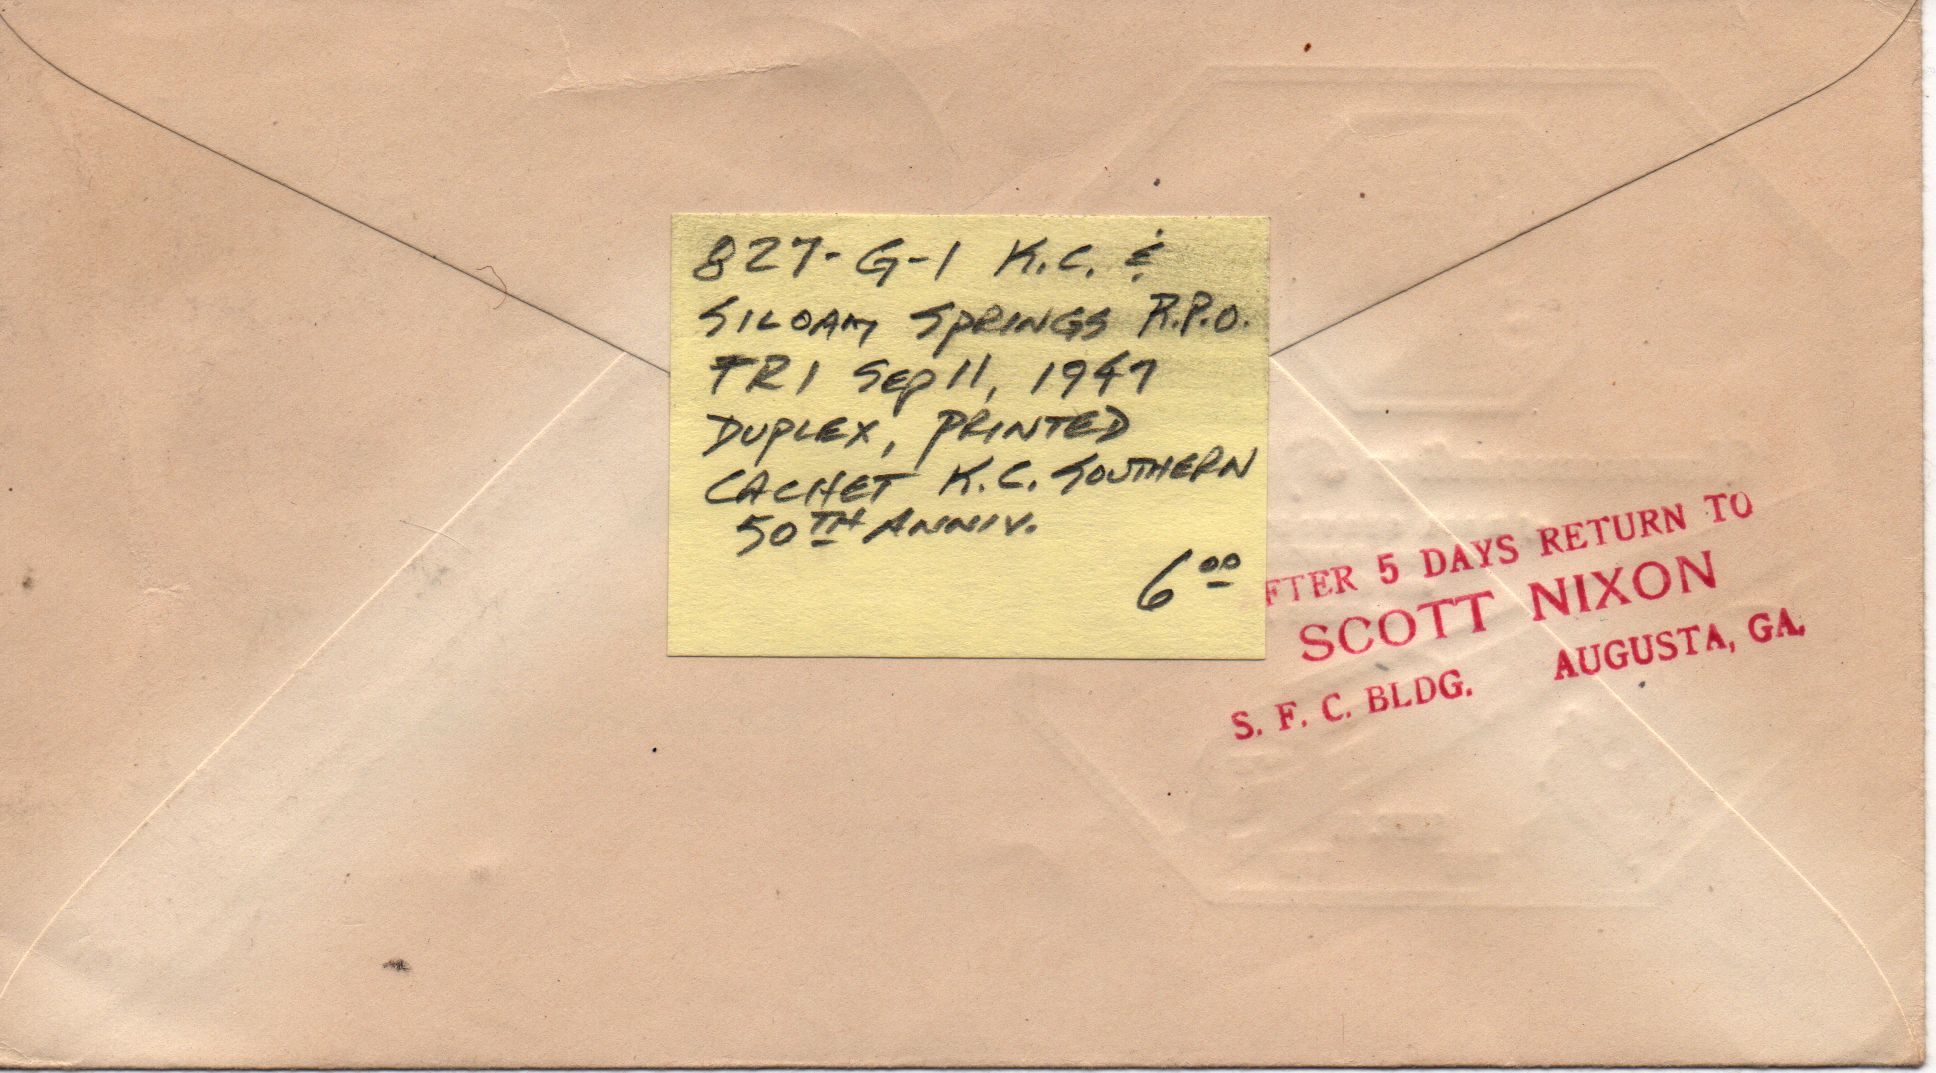 827-G-1 K.C. &
SILOAM SPRINGS R.P.O.
TR1 Sep 11, 1947
DUPLEX, PRINTED
CACHET K.C. SOUTHERN
50TH ANNIV.
6 00
AFTER 5 DAYS RETURN TO
SCOTT NIXON
S. F. C. BLDG. AUGUSTA, GA.